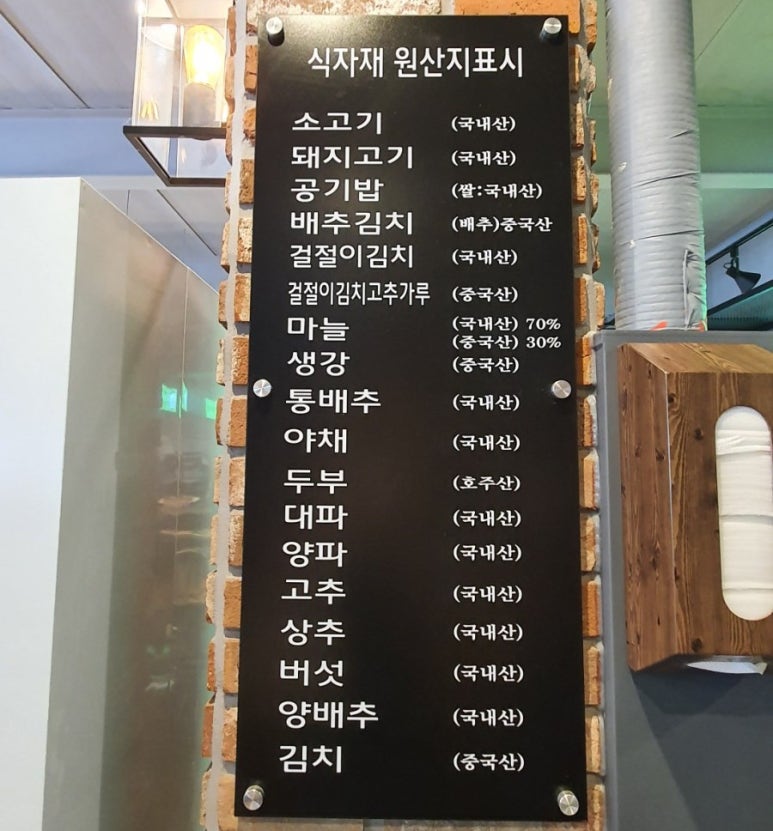 식자재 원산지표시
소고기 (국내산)
돼지고기 (국내산)
공기밥 (쌀:국내산)
배추김치 (배추)중국산
걸절이김치 (국내산)
걸절이김치고추가루 (중국산)
마늘 (국내산) 70%
(중국산) 30%
생강 (중국산)
통배추 (국내산)
야채 (국내산)
두부 (호주산)
대파 (국내산)
양파 (국내산)
고추 (국내산)
상추 (국내산)
버섯 (국내산)
양배추 (국내산)
김치 (중국산)